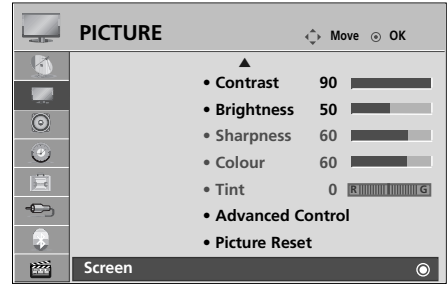 PICTURE Move OK
• Contrast 90
• Brightness 50
• Sharpness 60
• Colour 60
• Tint 0 R G
• Advanced Control
• Picture Reset
Screen